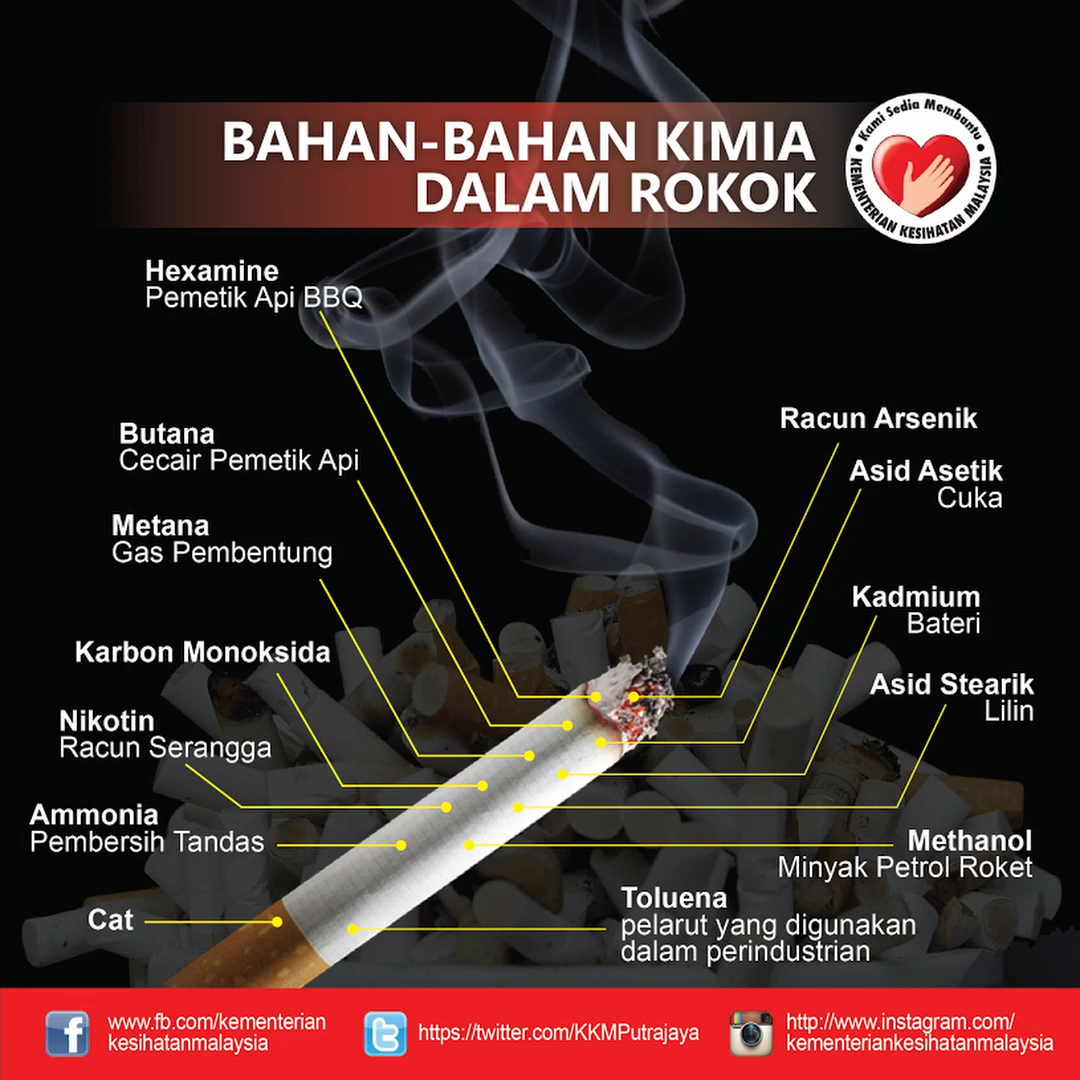 BAHAN-BAHAN KIMIA
DALAM ROKOK
Kami Sedia Membantu
KEMENTERIAN KESIHATAN MALAYSIA
Hexamine
Pemetik Api BBQ
Butana
Cecair Pemetik Api
Metana
Gas Pembentung
Karbon Monoksida
Nikotin
Racun Serangga
Ammonia
Pembersih Tandas
Cat
Racun Arsenik
Asid Asetik
Cuka
Kadmium
Bateri
Asid Stearik
Lilin
Methanol
Minyak Petrol Roket
Toluena
pelarut yang digunakan
dalam perindustrian
www.fb.com/kementerian
kesihatanmalaysia
https://twitter.com/KKMPutrajaya
http://www.instagram.com/
kementeriankesihatanmalaysia